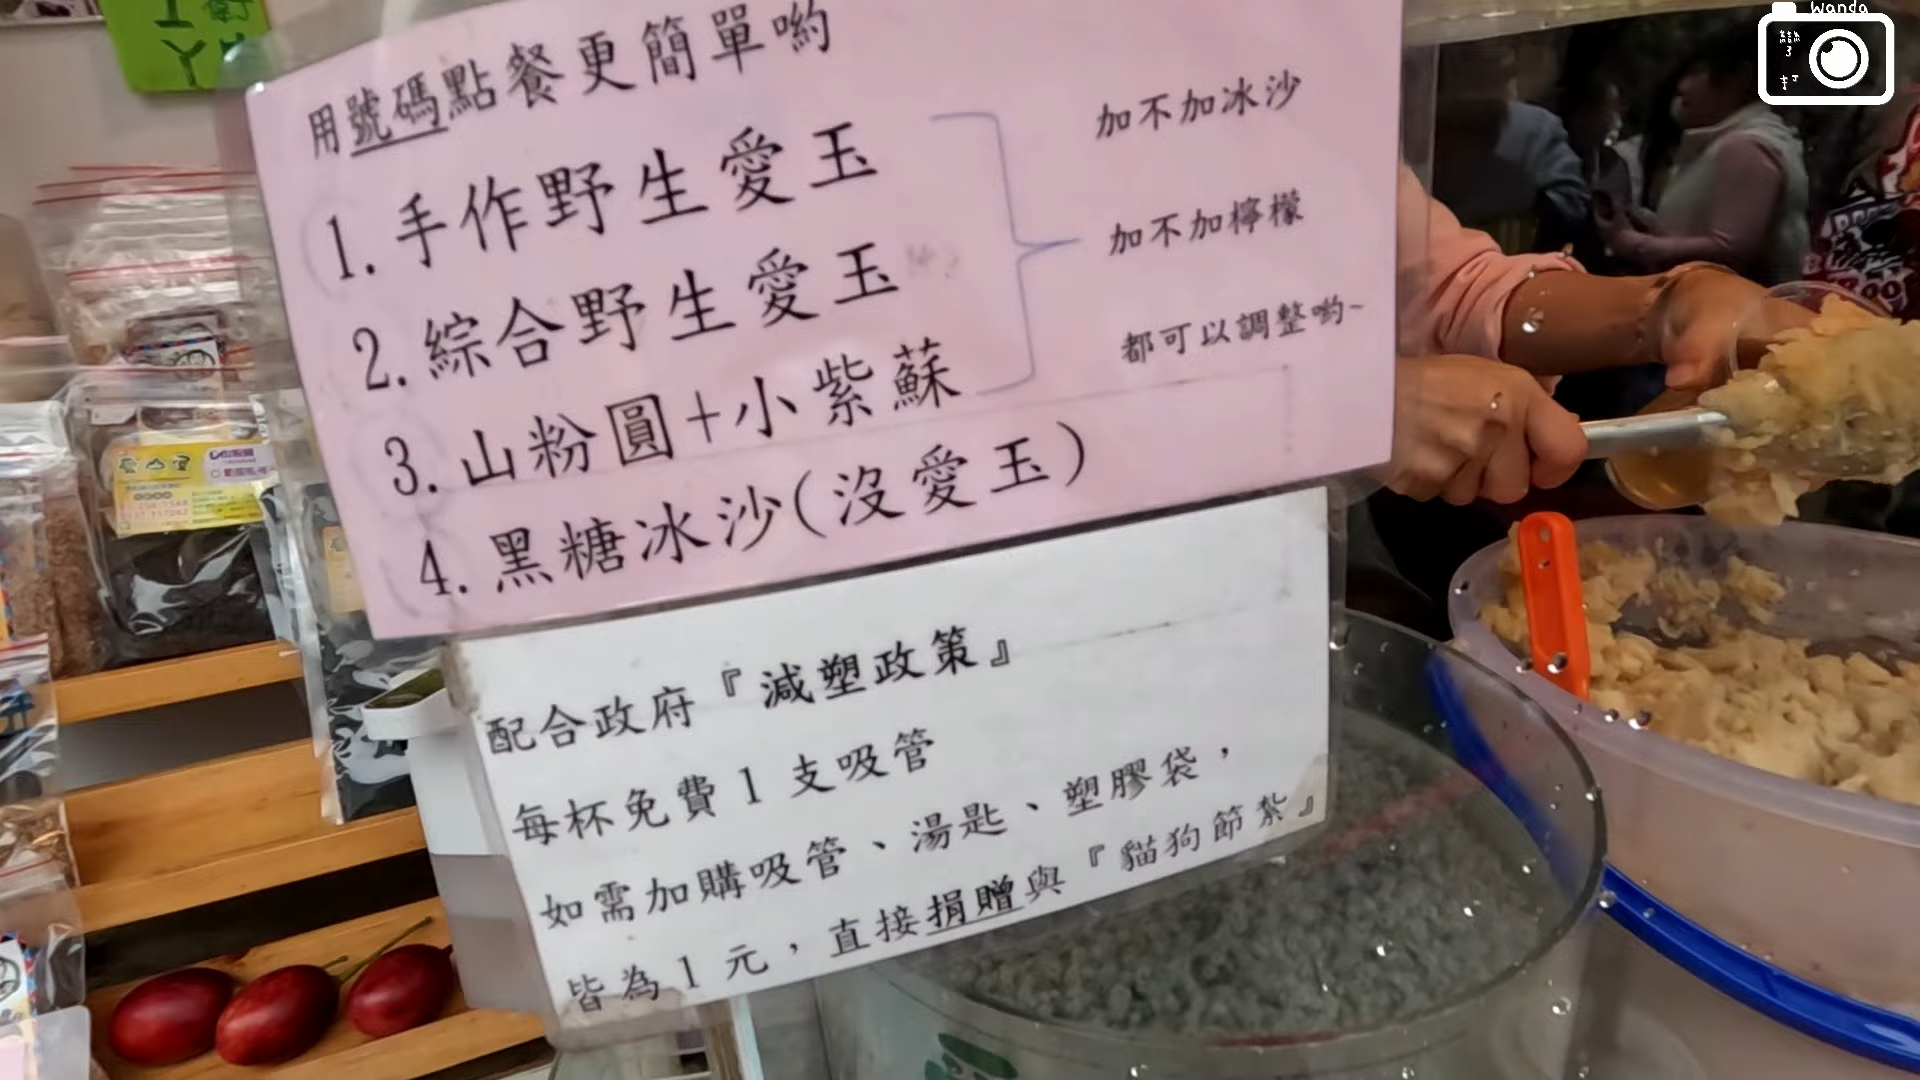 用號碼點餐更簡單喲
1. 手作野生愛玉
2. 綜合野生愛玉
3. 山粉圓+小紫蘇
4. 黑糖冰沙(沒愛玉)
加不加冰沙
加不加檸檬
都可以調整喲~
配合政府『減塑政策』
每杯免費 1 支吸管
如需加購吸管、湯匙、塑膠袋，
皆為 1 元，直接捐贈與『貓狗節紮』
Wanda